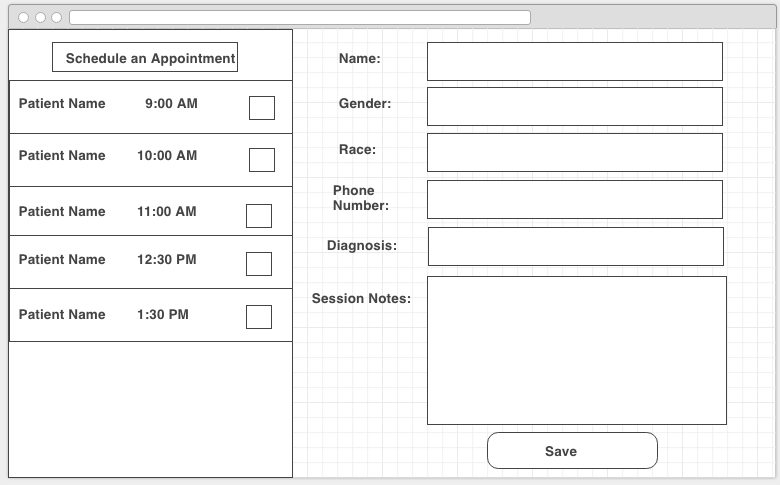 Schedule an Appointment
Patient Name 9:00 AM
Patient Name 10:00 AM
Patient Name 11:00 AM
Patient Name 12:30 PM
Patient Name 1:30 PM
Name:
Gender:
Race:
Phone
Number:
Diagnosis:
Session Notes:
Save